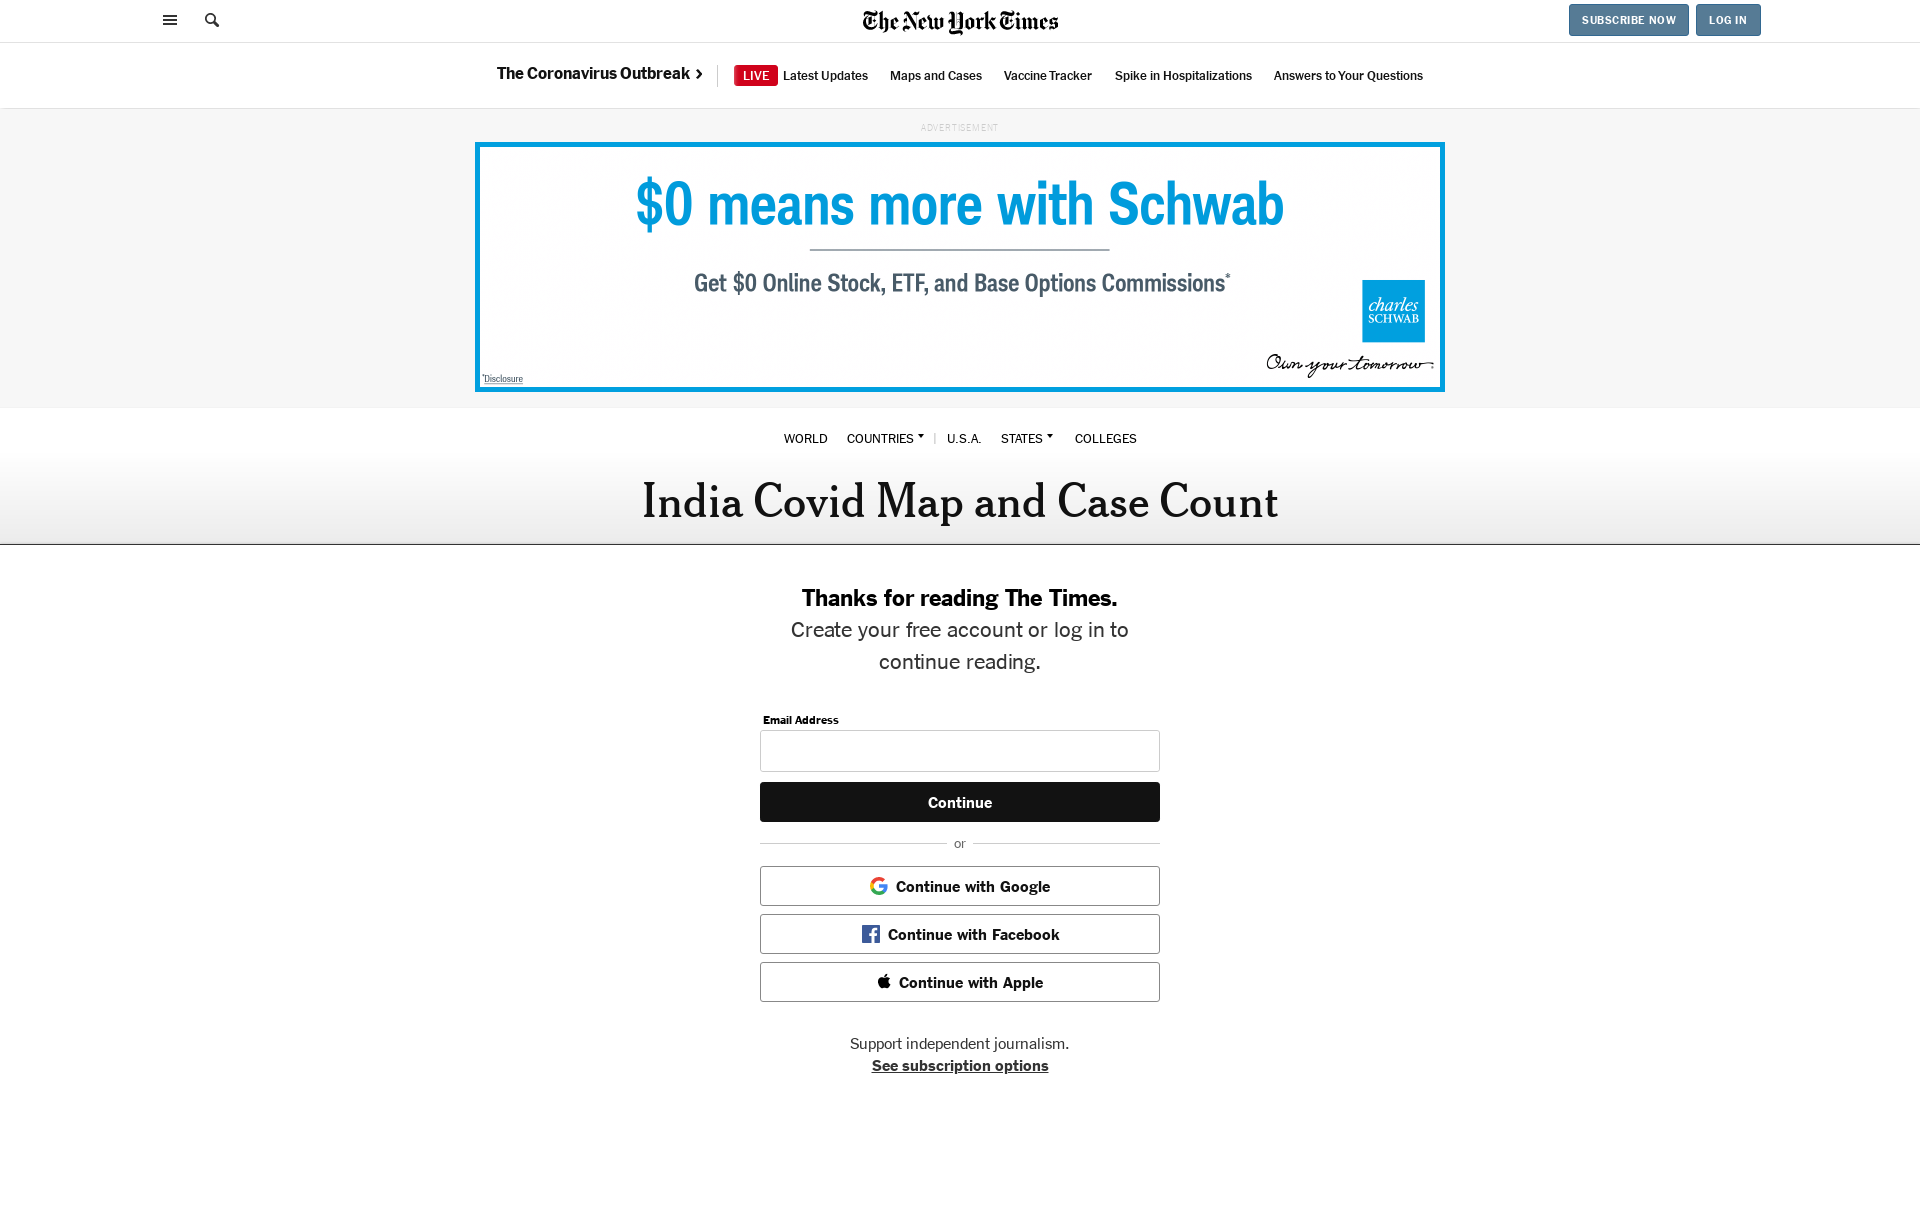 The New York Times
SUBSCRIBE NOW
LOG IN
The Coronavirus Outbreak
LIVE Latest Updates
Maps and Cases
Vaccine Tracker
Spike in Hospitalizations
Answers to Your Questions
ADVERTISEMENT
$0 means more with Schwab
Get $0 Online Stock, ETF, and Base Options Commissions*
charles
SCHWAB
Own your tomorrow
*Disclosure
WORLD
COUNTRIES
U.S.A.
STATES
COLLEGES
India Covid Map and Case Count
Thanks for reading The Times.
Create your free account or log in to
continue reading.
Email Address
Continue
or
Continue with Google
Continue with Facebook
Continue with Apple
Support independent journalism.
See subscription options